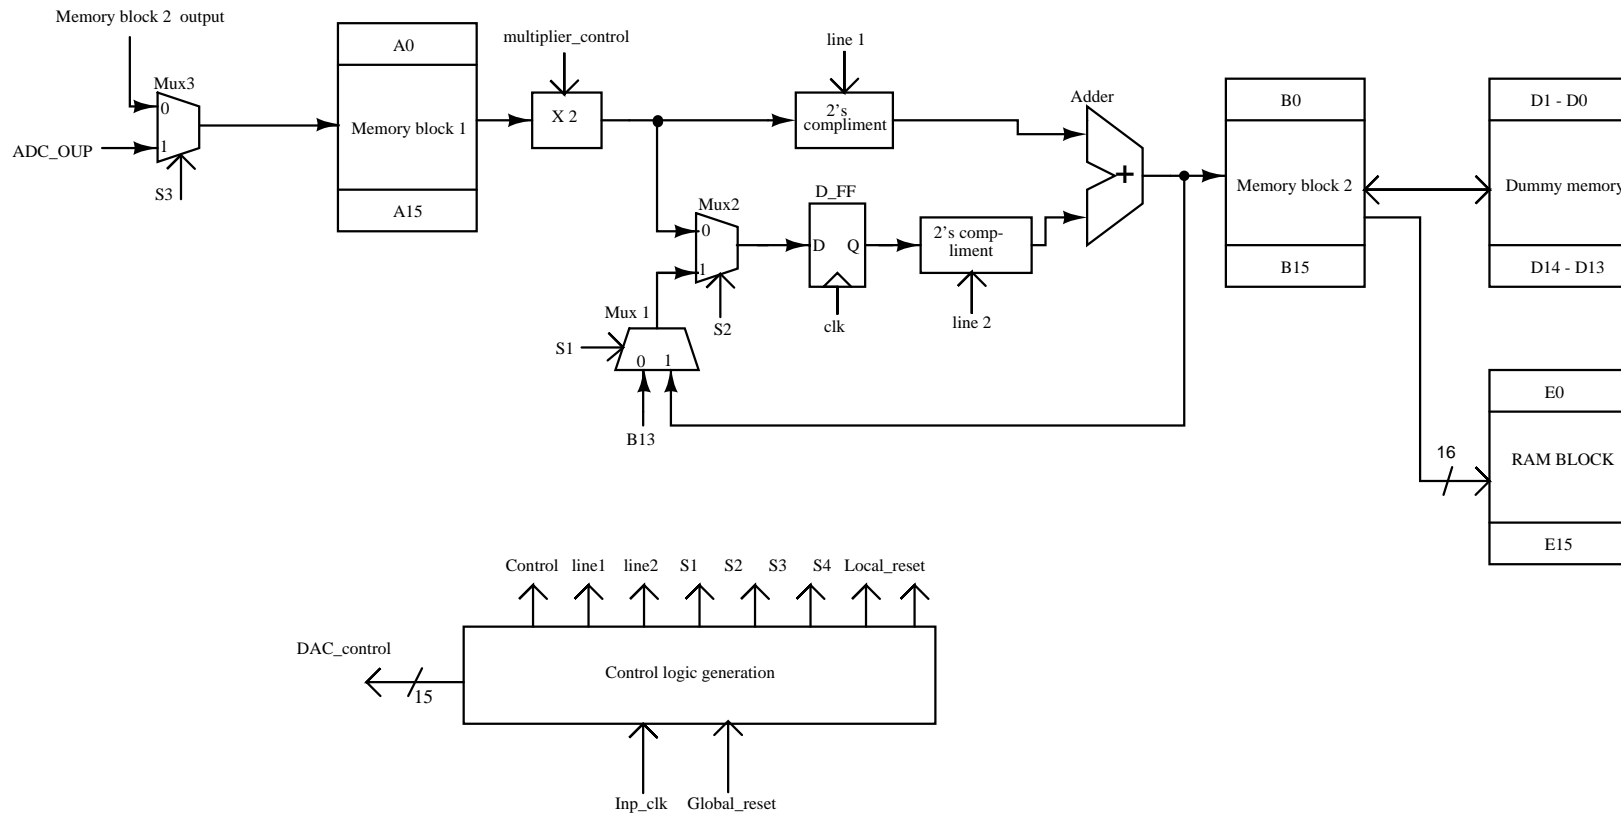 Memory block 2 output
Mux3
0
1
ADC_OUP
S3
A0
Memory block 1
A15
multiplier_control
X 2
line 1
2's
compliment
Adder
+
B0
Memory block 2
B15
D1 - D0
Dummy memory
D14 - D13
Mux2
0
1
S2
D_FF
D
Q
clk
2's comp-
liment
line 2
Mux 1
S1
0
1
B13
E0
RAM BLOCK
E15
16
Control
line1
line2
S1
S2
S3
S4
Local_reset
DAC_control
15
Control logic generation
Inp_clk
Global_reset